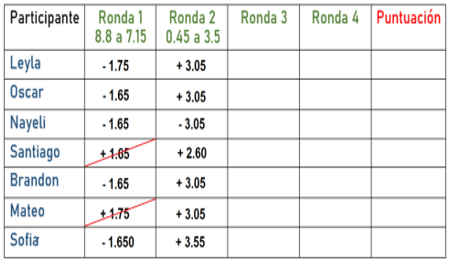 Participante Ronda 1 Ronda 2 Ronda 3 Ronda 4 Puntuación
8.8 a 7.15 0.45 a 3.5
Leyla - 1.75 + 3.05
Oscar - 1.65 + 3.05
Nayeli - 1.65 - 3.05
Santiago + 1.65 + 2.60
Brandon - 1.65 + 3.05
Mateo + 1.75 + 3.05
Sofía - 1.650 + 3.55